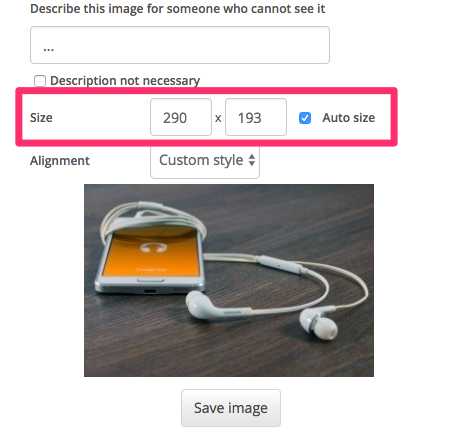 Describe this image for someone who cannot see it
...
Description not necessary
Size 290 x 193 Auto size
Alignment Custom style
Save image